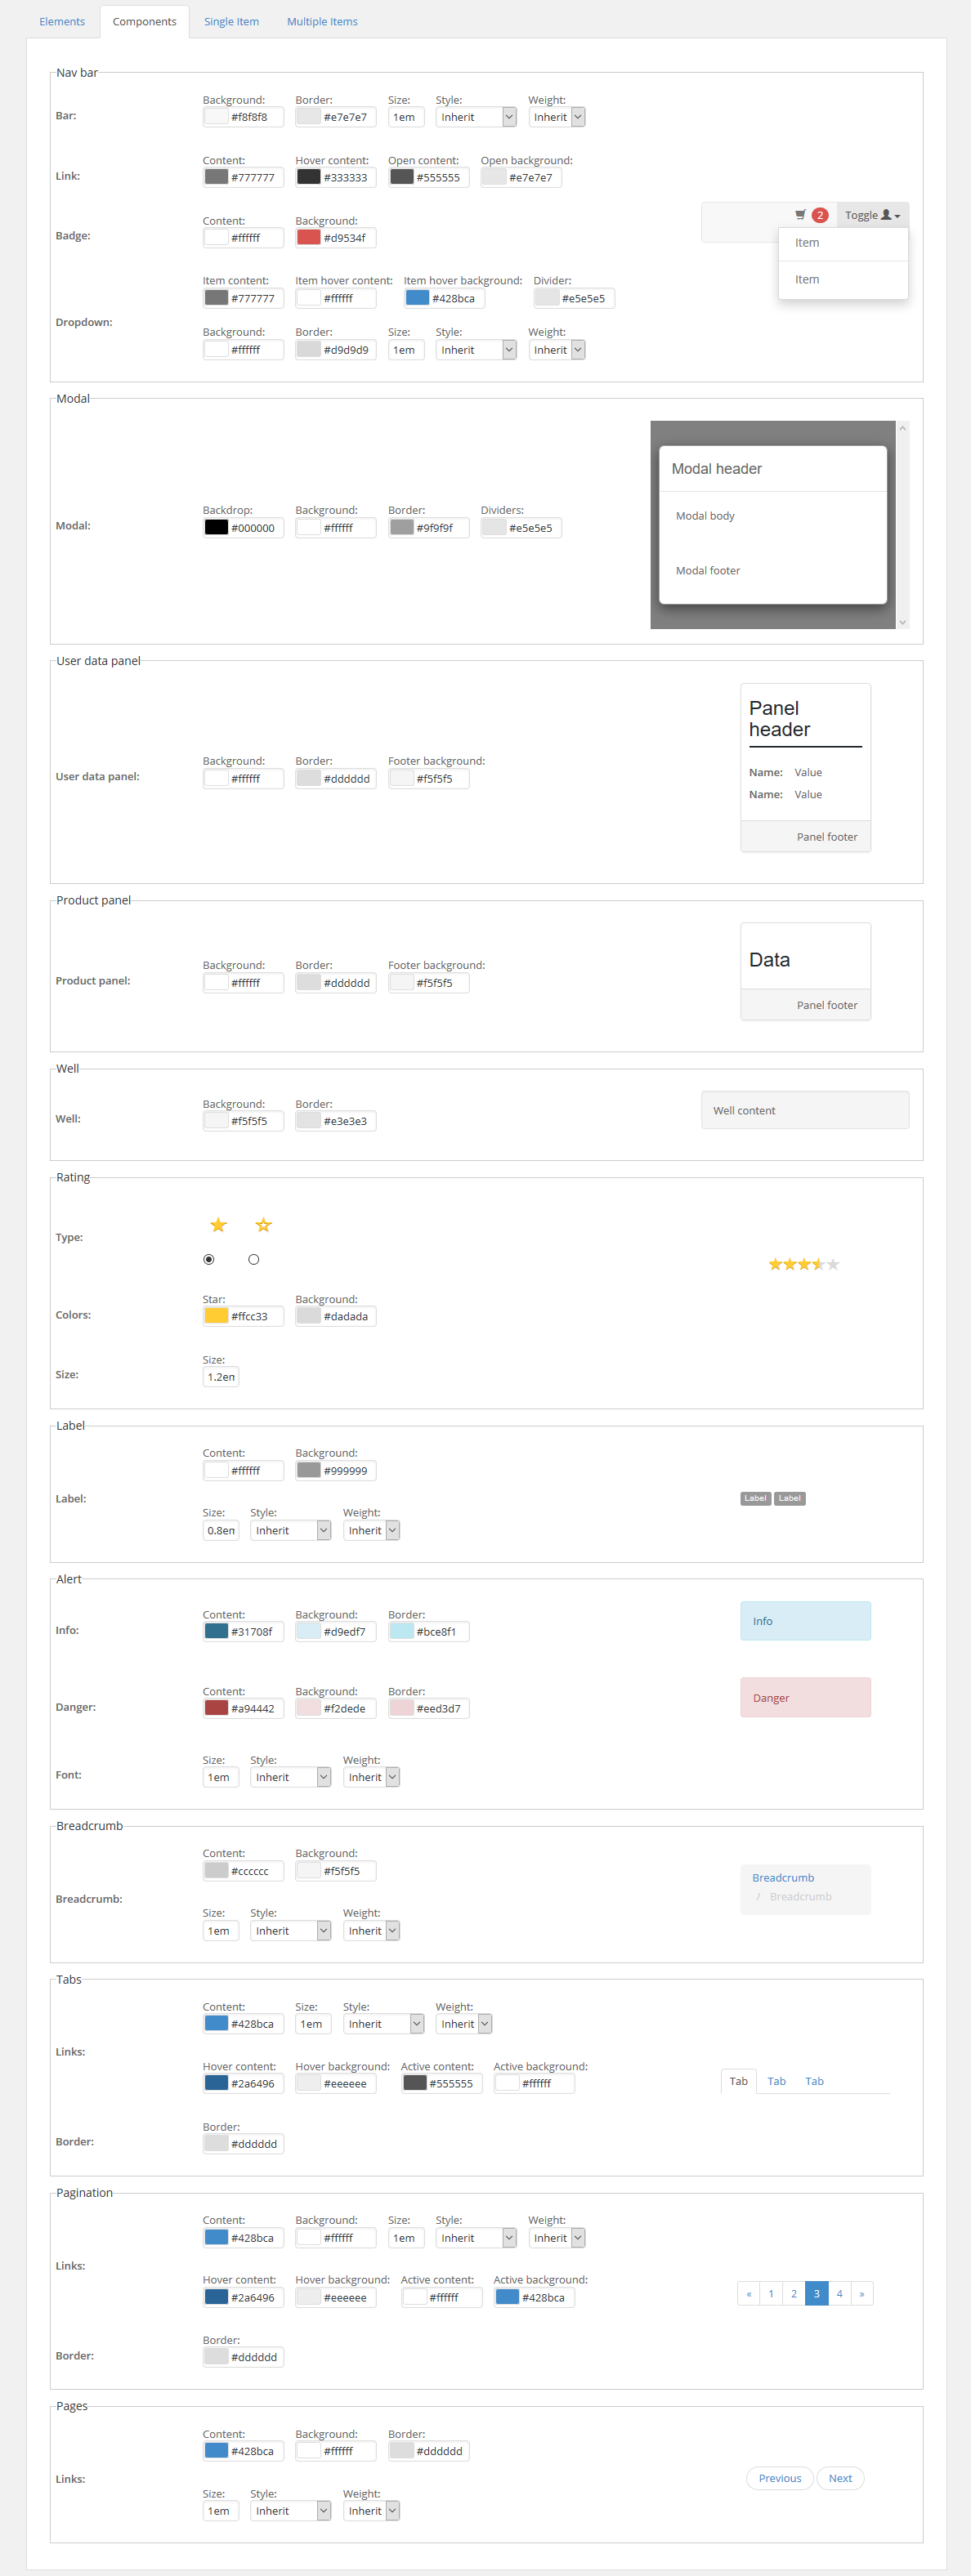 Elements Components Single Item Multiple Items
Nav bar
Background: Border: Size: Style: Weight:
Bar: #f8f8f8 #e7e7e7 1em Inherit Inherit
Content: Hover content: Open content: Open background:
Link: #777777 #333333 #555555 #e7e7e7
2 Toggle
Content: Background:
Badge: #ffffff #d9534f
Item
Item
Item content: Item hover content: Item hover background: Divider:
#777777 #ffffff #428bca #e5e5e5
Dropdown:
Background: Border: Size: Style: Weight:
#ffffff #d9d9d9 1em Inherit Inherit
Modal
Modal header
Backdrop: Background: Border: Dividers:
Modal: #000000 #ffffff #9f9f9f #e5e5e5
Modal body
Modal footer
User data panel
Panel
header
Background: Border: Footer background:
User data panel: #ffffff #dddddd #f5f5f5
Name: Value
Name: Value
Panel footer
Product panel
Background: Border: Footer background:
Product panel: #ffffff #dddddd #f5f5f5
Data
Panel footer
Well
Background: Border:
Well: #f5f5f5 #e3e3e3
Well content
Rating
Type:
Star: Background:
Colors: #ffcc33 #dadada
Size:
Size: 1.2em
Label
Content: Background:
#ffffff #999999
Label:
Label Label
Size: Style: Weight:
0.8em Inherit Inherit
Alert
Content: Background: Border:
Info: #31708f #d9edf7 #bce8f1
Info
Content: Background: Border:
Danger: #a94442 #f2dede #eed3d7
Danger
Size: Style: Weight:
Font: 1em Inherit Inherit
Breadcrumb
Content: Background:
#cccccc #f5f5f5
Breadcrumb:
Breadcrumb
/ Breadcrumb
Size: Style: Weight:
1em Inherit Inherit
Tabs
Content: Size: Style: Weight:
#428bca 1em Inherit Inherit
Links:
Hover content: Hover background: Active content: Active background:
#2a6496 #eeeeee #555555 #ffffff
Tab Tab Tab
Border:
Border: #dddddd
Pagination
Content: Background: Size: Style: Weight:
#428bca #ffffff 1em Inherit Inherit
Links:
Hover content: Hover background: Active content: Active background:
#2a6496 #eeeeee #ffffff #428bca
« 1 2 3 4 »
Border:
Border: #dddddd
Pages
Content: Background: Border:
#428bca #ffffff #dddddd
Links:
Previous Next
Size: Style: Weight:
1em Inherit Inherit